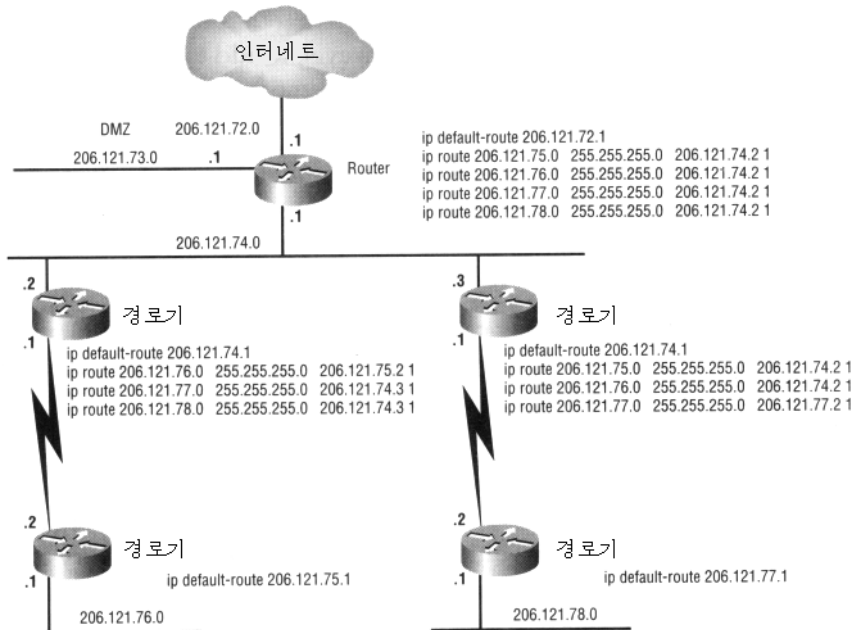 인터네트
DMZ 206.121.72.0
206.121.73.0 .1
.1
Router
.1
206.121.74.0
ip default-route 206.121.72.1
ip route 206.121.75.0 255.255.255.0 206.121.74.2 1
ip route 206.121.76.0 255.255.255.0 206.121.74.2 1
ip route 206.121.77.0 255.255.255.0 206.121.74.2 1
ip route 206.121.78.0 255.255.255.0 206.121.74.2 1
.2
경로기
.1
ip default-route 206.121.74.1
ip route 206.121.76.0 255.255.255.0 206.121.75.2 1
ip route 206.121.77.0 255.255.255.0 206.121.74.3 1
ip route 206.121.78.0 255.255.255.0 206.121.74.3 1
.3
경로기
.1
ip default-route 206.121.74.1
ip route 206.121.75.0 255.255.255.0 206.121.74.2 1
ip route 206.121.76.0 255.255.255.0 206.121.74.2 1
ip route 206.121.77.0 255.255.255.0 206.121.77.2 1
.2
경로기
.1
ip default-route 206.121.75.1
206.121.76.0
.2
경로기
.1
ip default-route 206.121.77.1
206.121.78.0